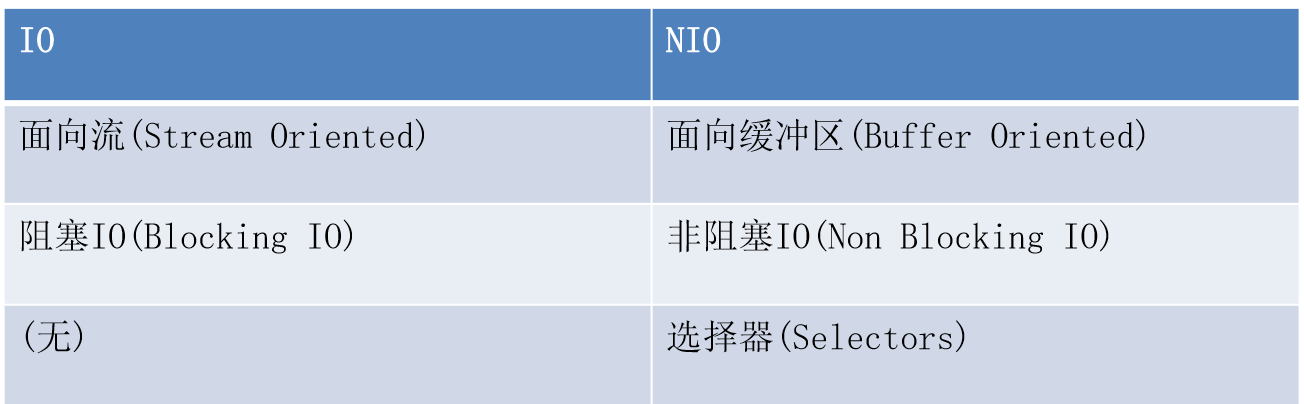 IO
NIO
面向流(Stream Oriented)
面向缓冲区(Buffer Oriented)
阻塞IO(Blocking IO)
非阻塞IO(Non Blocking IO)
(无)
选择器(Selectors)